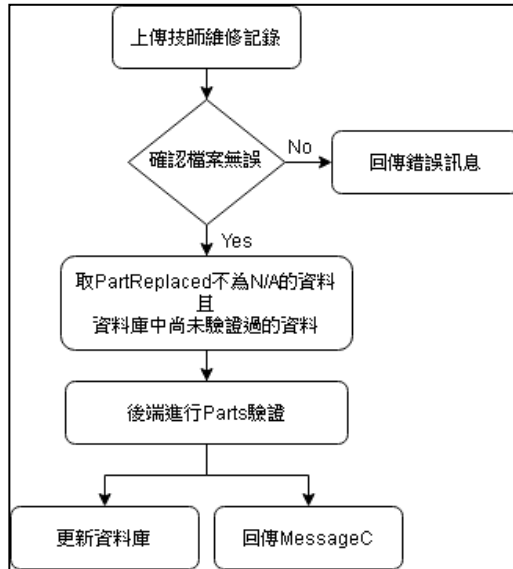 上傳技師維修記錄
確認檔案無誤
No
回傳錯誤訊息
Yes
取PartReplaced不為N/A的資料
且
資料庫中尚未驗證過的資料
後端進行Parts驗證
更新資料庫
回傳MessageC